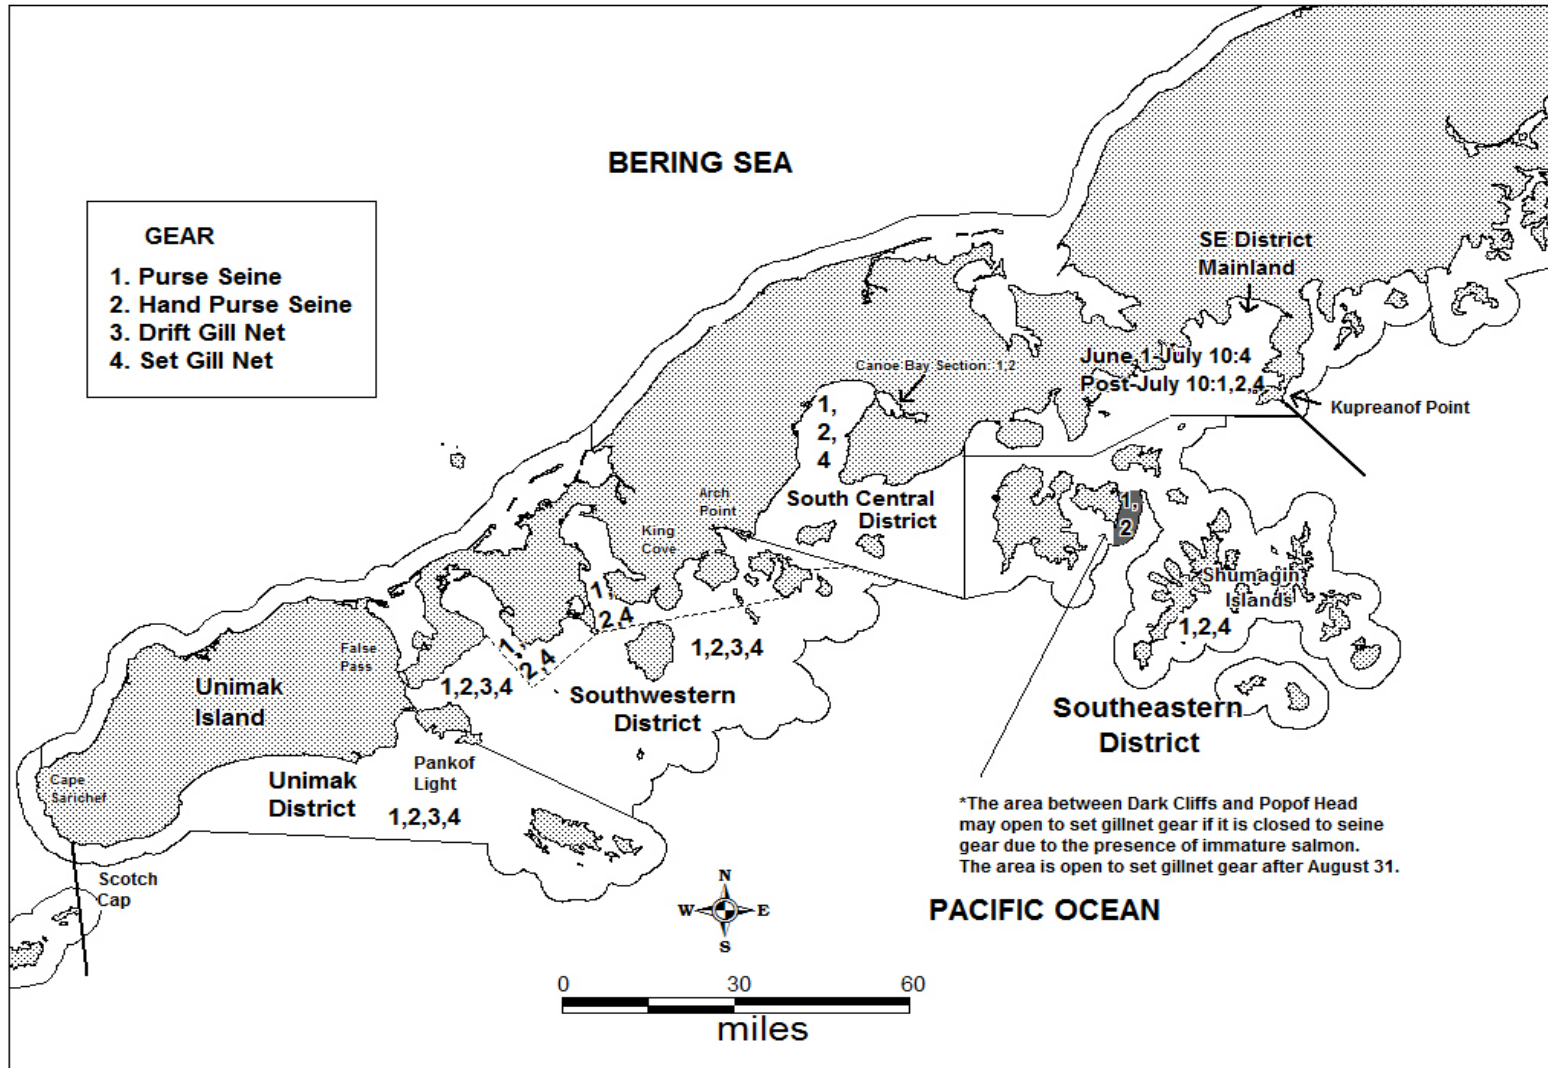 BERING SEA
GEAR
1. Purse Seine
2. Hand Purse Seine
3. Drift Gill Net
4. Set Gill Net
SE District
Mainland
June 1-July 10:4
Post-July 10:1,2,4
Kupreanof Point
Canoe Bay Section: 1,2
1,
2,
4
South Central
District
Arch
Point
King
Cove
1,
2
Shumagin
Islands
1,2,4
1,
2,4
1,
2,4
1,2,3,4
False
Pass
1,2,3,4
Unimak
Island
Southwestern
District
Southeastern
District
Pankof
Light
Cape
Sarichef
Unimak
District
1,2,3,4
*The area between Dark Cliffs and Popof Head
may open to set gillnet gear if it is closed to seine
gear due to the presence of immature salmon.
The area is open to set gillnet gear after August 31.
Scotch
Cap
PACIFIC OCEAN
N
W E
S
0 30 60
miles